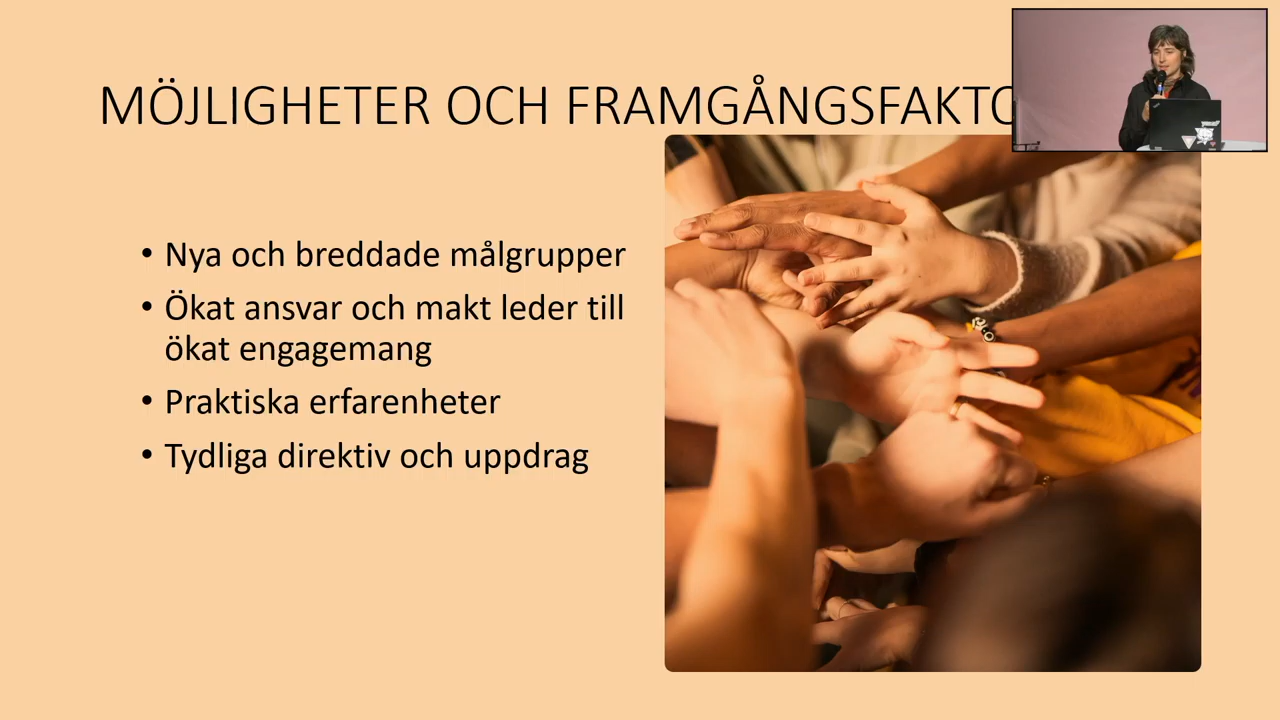 MÖJLIGHETER OCH
• Nya och breddade målgrupper
• Ökat ansvar och makt leder till
ökat engagemang
• Praktiska erfarenheter
• Tydliga direktiv och uppdrag